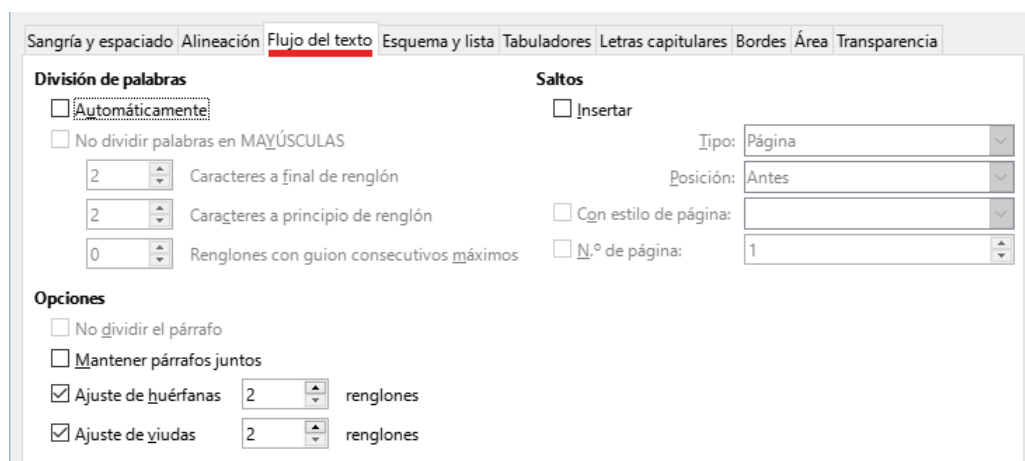 Sangría y espaciado Alineación Flujo del texto Esquema y lista Tabuladores Letras capitulares Bordes Área Transparencia
División de palabras
Automáticamente
No dividir palabras en MAYÚSCULAS
2 Caracteres a final de renglón
2 Caracteres a principio de renglón
0 Renglones con guion consecutivos máximos
Saltos
Insertar
Tipo: Página
Posición: Antes
Con estilo de página:
N.º de página: 1
Opciones
No dividir el párrafo
Mantener párrafos juntos
Ajuste de huérfanas 2 renglones
Ajuste de viudas 2 renglones